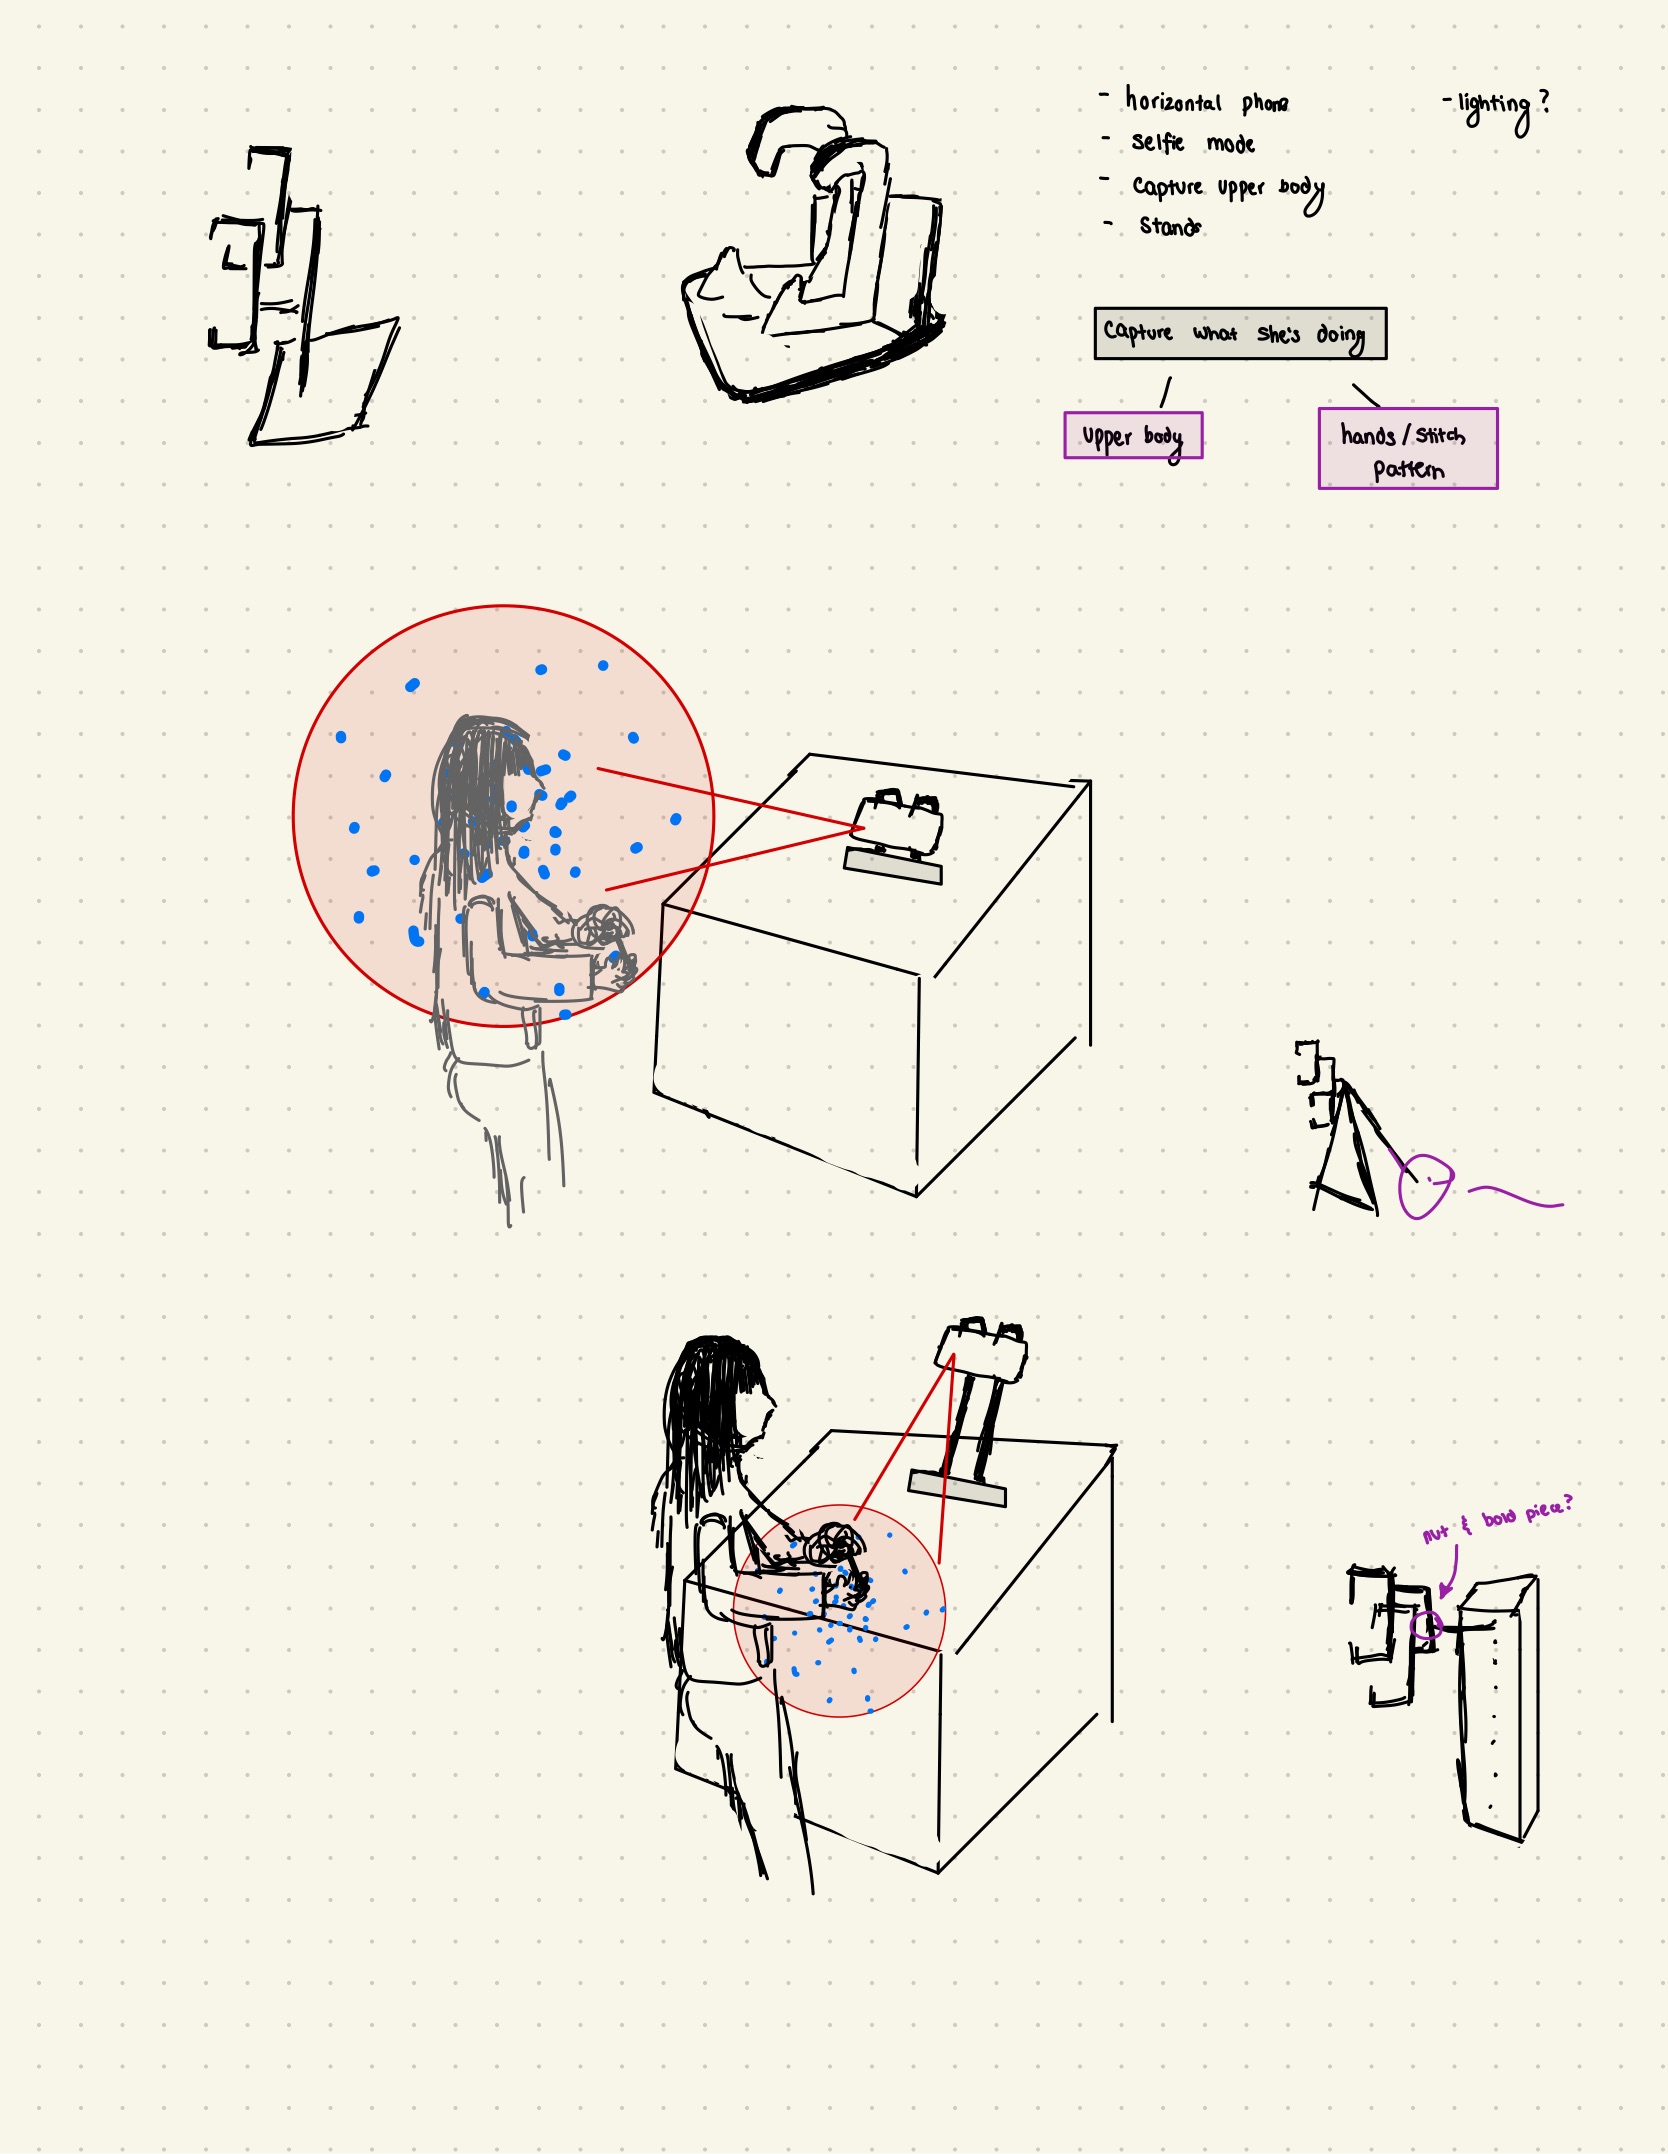 - horizontal phone
- lighting?
- Selfie mode
- Capture upper body
- Stands
Capture what she's doing
Upper body
hands / Stitch
pattern
nut & bold piece?